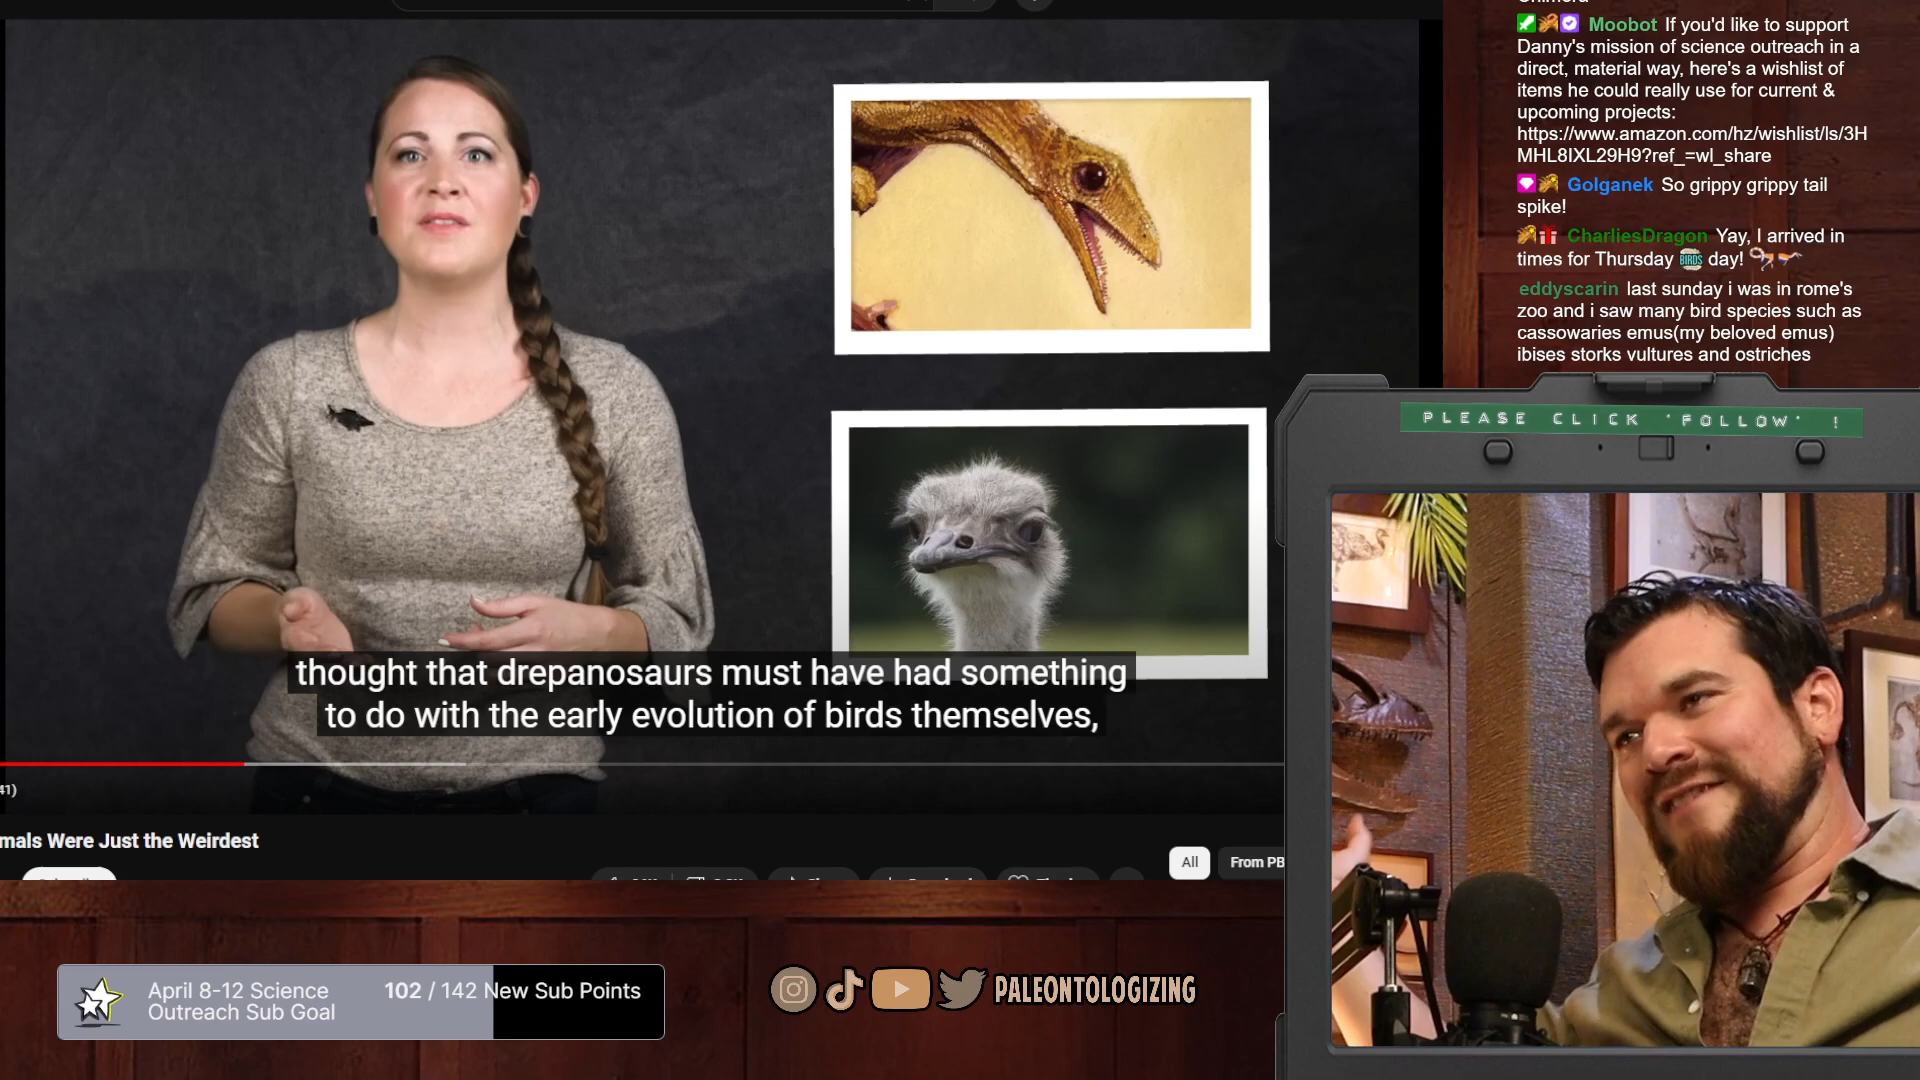 thought that drepanosaurs must have had something
to do with the early evolution of birds themselves,
41)
mals Were Just the Weirdest
All
From PB
Moobot If you'd like to support
Danny's mission of science outreach in a
direct, material way, here's a wishlist of
items he could really use for current &
upcoming projects:
https://www.amazon.com/hz/wishlist/ls/3H
MHL8IXL29H9?ref_=wl_share
Golganek So grippy grippy tail
spike!
CharliesDragon Yay, I arrived in
times for Thursday BIRDS day!
eddyscarin last sunday i was in rome's
zoo and i saw many bird species such as
cassowaries emus(my beloved emus)
ibises storks vultures and ostriches
PLEASE CLICK 'FOLLOW' !
April 8-12 Science
Outreach Sub Goal
102 / 142 New Sub Points
PALEONTOLOGIZING